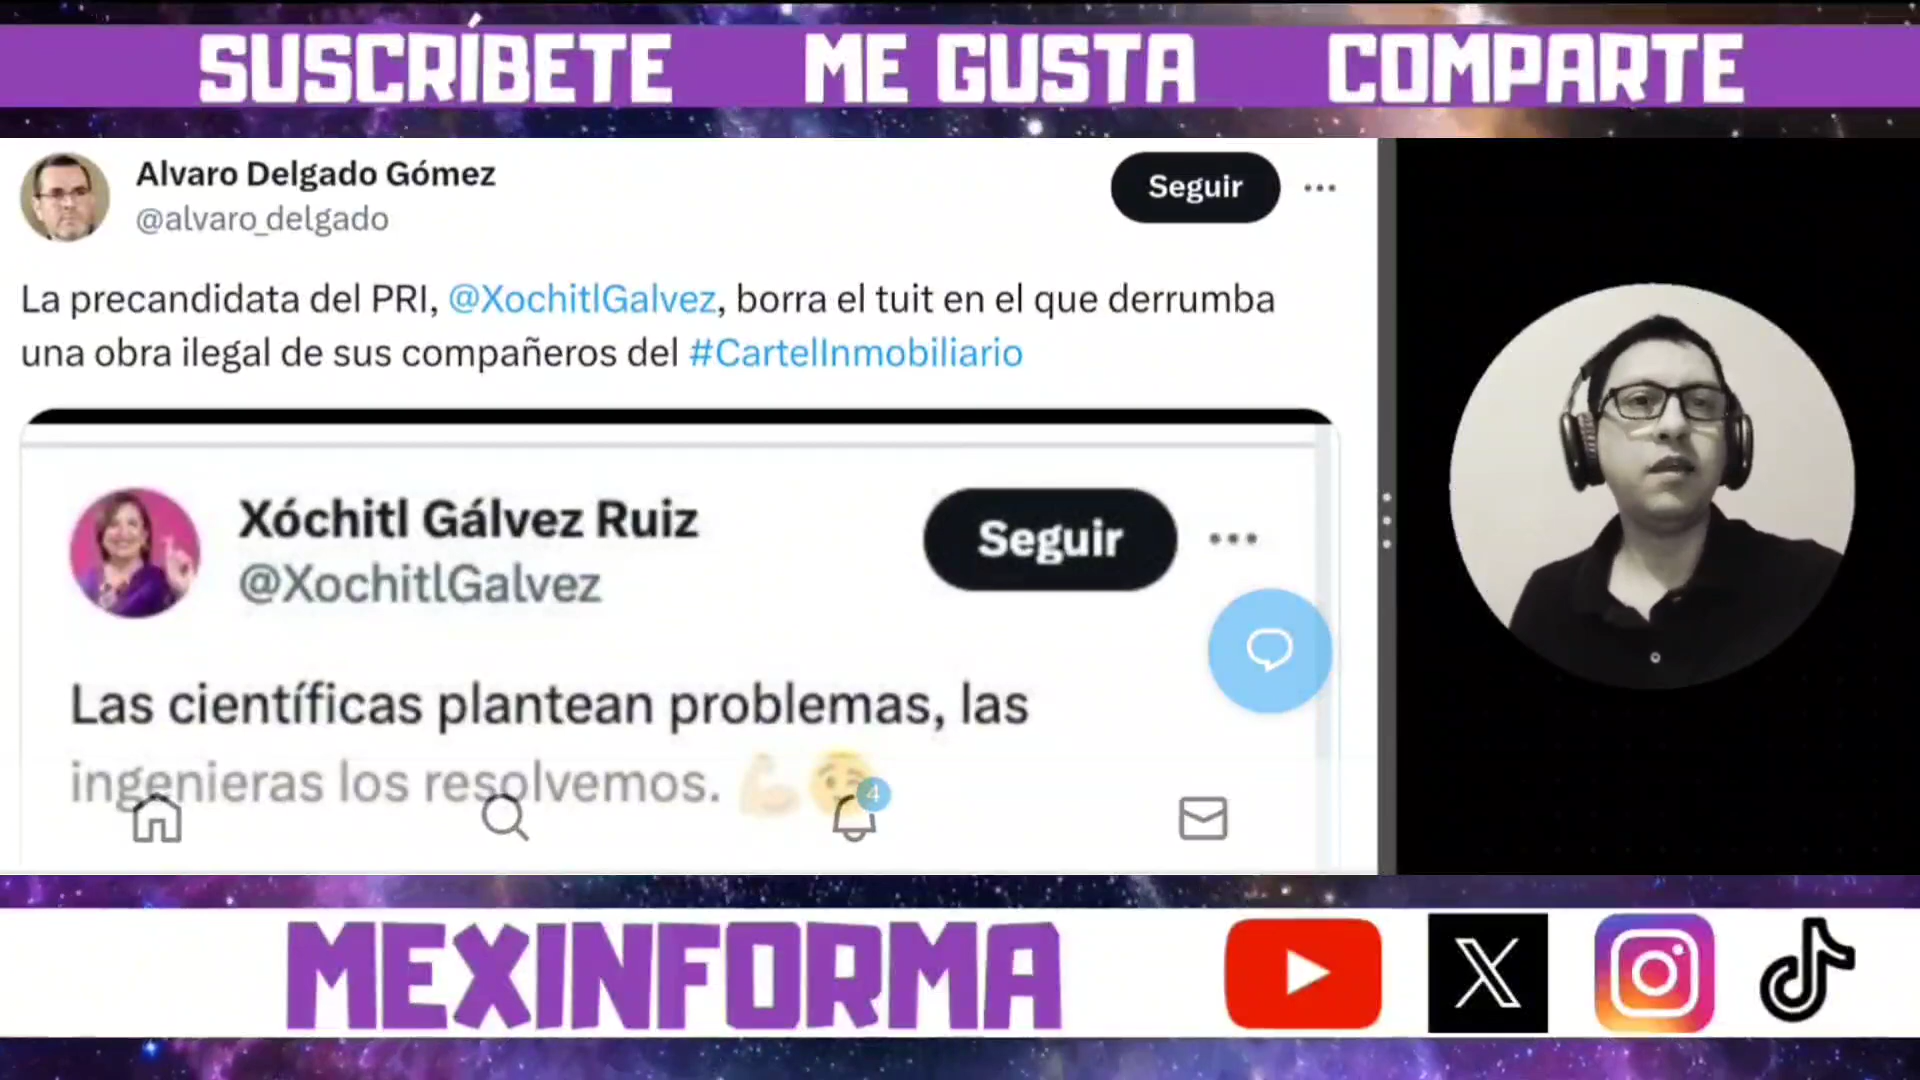 SUSCRÍBETE ME GUSTA COMPARTE
Alvaro Delgado Gómez
@alvaro_delgado
Seguir
La precandidata del PRI, @XochitlGalvez, borra el tuit en el que derrumba
una obra ilegal de sus compañeros del #CartelInmobiliario
Xóchitl Gálvez Ruiz
@XochitlGalvez
Seguir
Las científicas plantean problemas, las
ingenieras los resolvemos.
4
MEXINFORMA